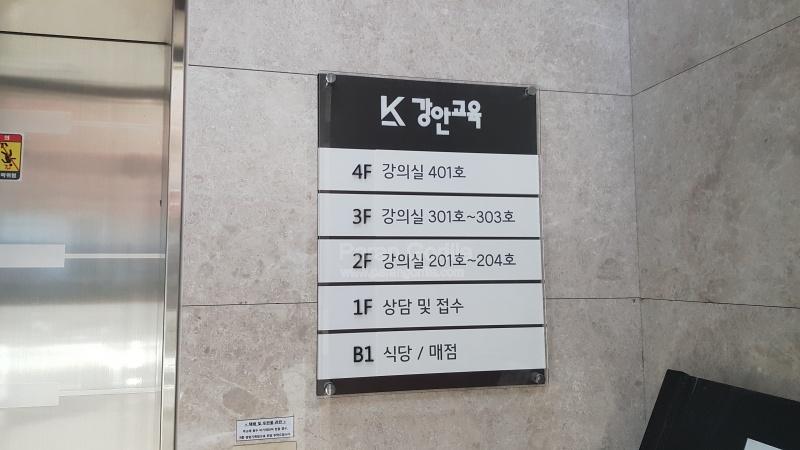 K 강안교육
4F 강의실 401호
3F 강의실 301호~303호
2F 강의실 201호~204호
1F 상담 및 접수
B1 식당 / 매점